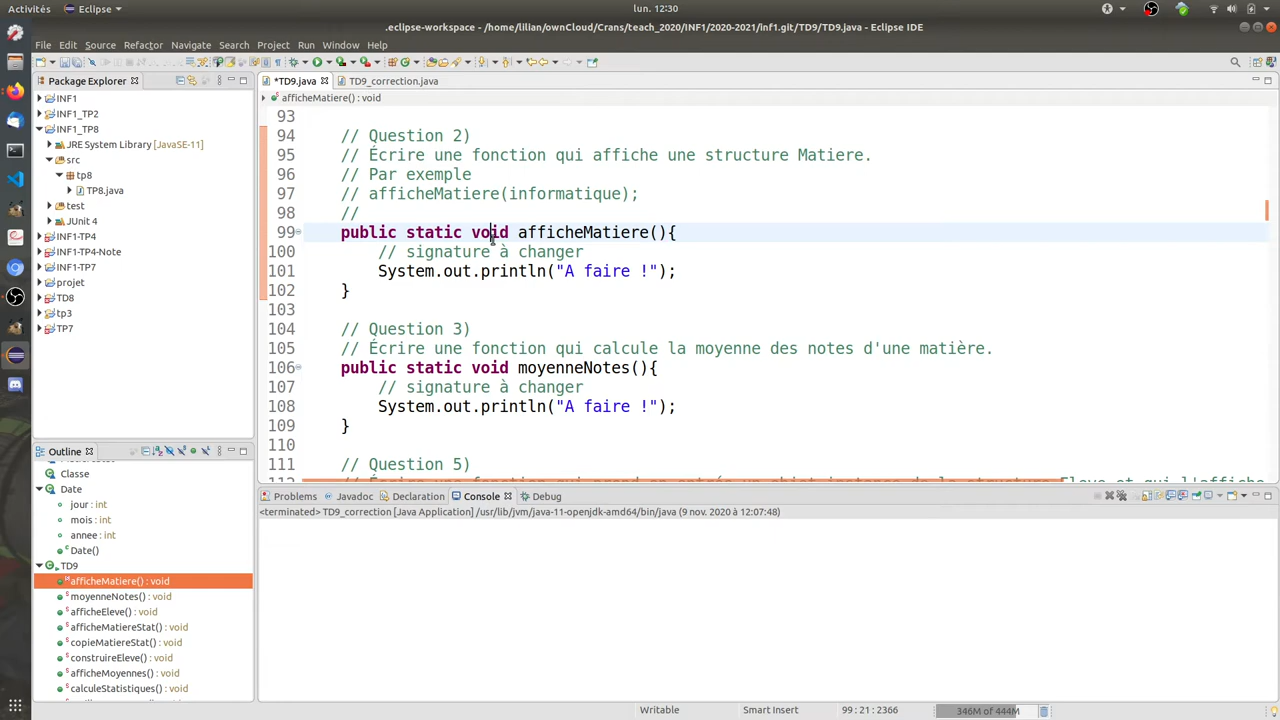 Activités
Eclipse
lun. 12:30
.eclipse-workspace - /home/lilian/ownCloud/Crans/teach_2020/INF1/2020-2021/inf1.git/TD9/TD9.java - Eclipse IDE
File Edit Source Refactor Navigate Search Project Run Window Help
Package Explorer
INF1
INF1_TP2
INF1_TP8
JRE System Library [JavaSE-11]
src
tp8
TP8.java
test
JUnit 4
INF1-TP4
INF1-TP4-Note
INF1-TP7
projet
TD8
tp3
TP7
Outline
Classe
Date
jour : int
mois : int
annee : int
Date()
TD9
afficheMatiere() : void
moyenneNotes() : void
afficheEleve() : void
afficheMatiereStat() : void
copieMatiereStat() : void
construireEleve() : void
afficheMoyennes() : void
calculeStatistiques() : void
*TD9.java
TD9_correction.java
afficheMatiere() : void
93
94 // Question 2)
95 // Écrire une fonction qui affiche une structure Matiere.
96 // Par exemple
97 // afficheMatiere(informatique);
98 //
99 public static void afficheMatiere(){
100 // signature à changer
101 System.out.println("A faire !");
102 }
103
104 // Question 3)
105 // Écrire une fonction qui calcule la moyenne des notes d'une matière.
106 public static void moyenneNotes(){
107 // signature à changer
108 System.out.println("A faire !");
109 }
110
111 // Question 5)
Problems Javadoc Declaration Console Debug
<terminated> TD9_correction [Java Application] /usr/lib/jvm/java-11-openjdk-amd64/bin/java (9 nov. 2020 à 12:07:48)
Writable
Smart Insert
99 : 21 : 2366
346M of 444M